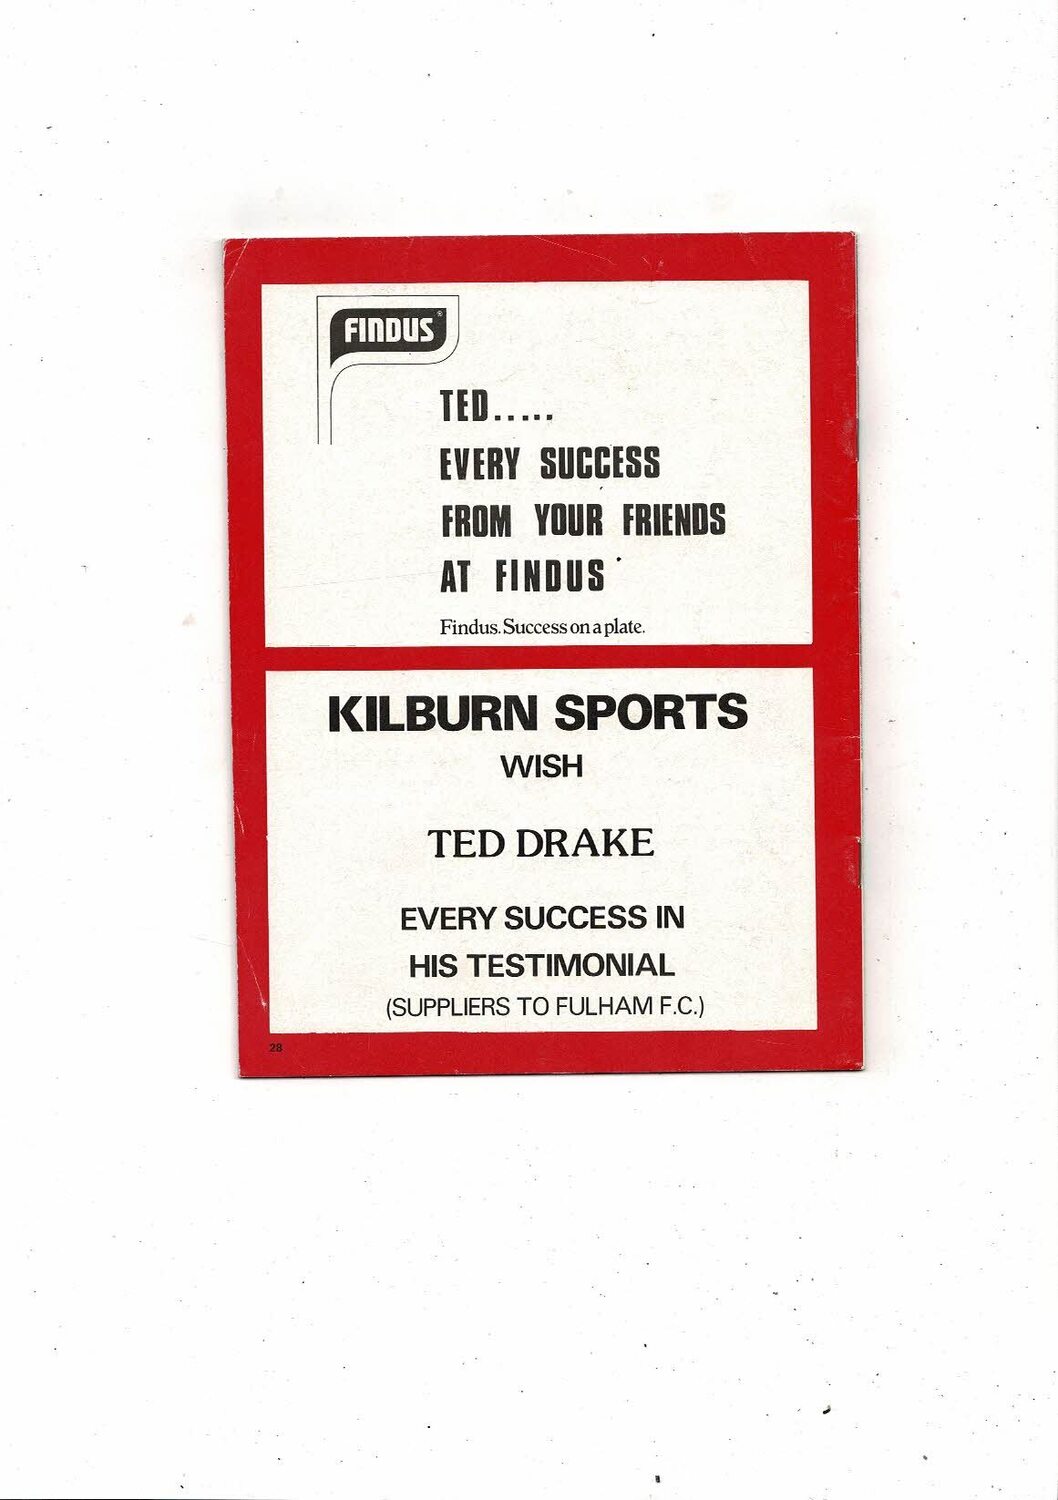 FINDUS®
TED.....
EVERY SUCCESS
FROM YOUR FRIENDS
AT FINDUS
Findus. Success on a plate.
KILBURN SPORTS
WISH
TED DRAKE
EVERY SUCCESS IN
HIS TESTIMONIAL
(SUPPLIERS TO FULHAM F.C.)
28